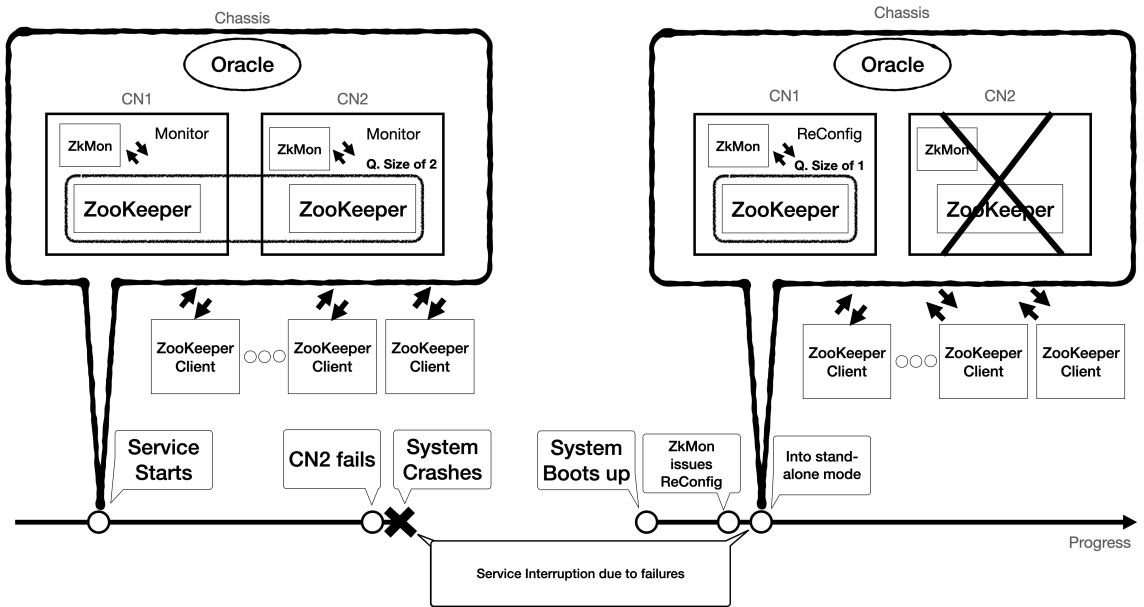 Chassis
Oracle
CN1
CN2
ZkMon
Monitor
ZkMon
Monitor
Q. Size of 2
ZooKeeper
ZooKeeper
ZooKeeper
Client
ZooKeeper
Client
ZooKeeper
Client
Chassis
Oracle
CN1
CN2
ZkMon
ReConfig
Q. Size of 1
ZkMon
ZooKeeper
ZooKeeper
ZooKeeper
Client
ZooKeeper
Client
ZooKeeper
Client
Service
Starts
CN2 fails
System
Crashes
System
Boots up
ZkMon
issues
ReConfig
Into stand-
alone mode
Progress
Service Interruption due to failures